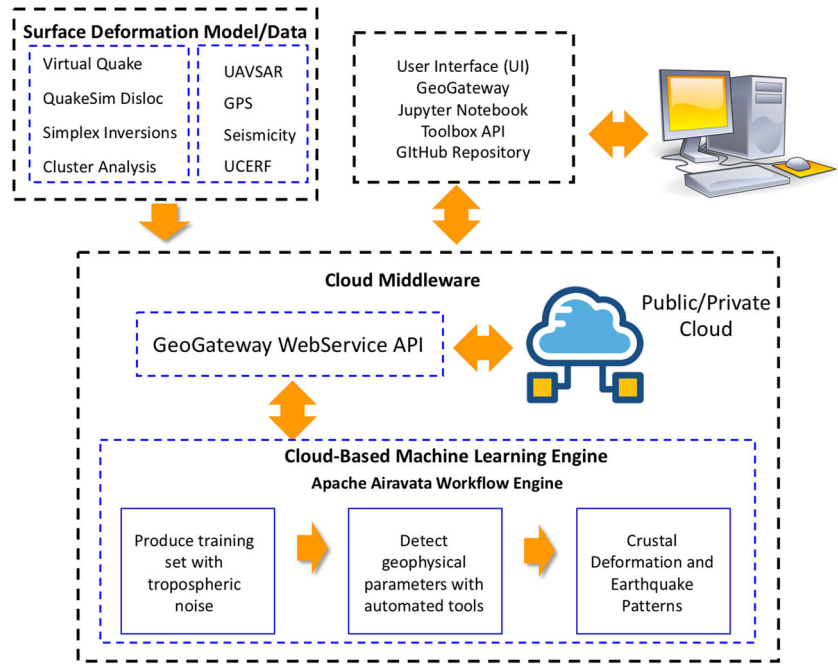 Surface Deformation Model/Data
Virtual Quake
QuakeSim Disloc
Simplex Inversions
Cluster Analysis
UAVSAR
GPS
Seismicity
UCERF
User Interface (UI)
GeoGateway
Jupyter Notebook
Toolbox API
GItHub Repository
Cloud Middleware
GeoGateway WebService API
Public/Private
Cloud
Cloud-Based Machine Learning Engine
Apache Airavata Workflow Engine
Produce training
set with
tropospheric
noise
Detect
geophysical
parameters with
automated tools
Crustal
Deformation and
Earthquake
Patterns